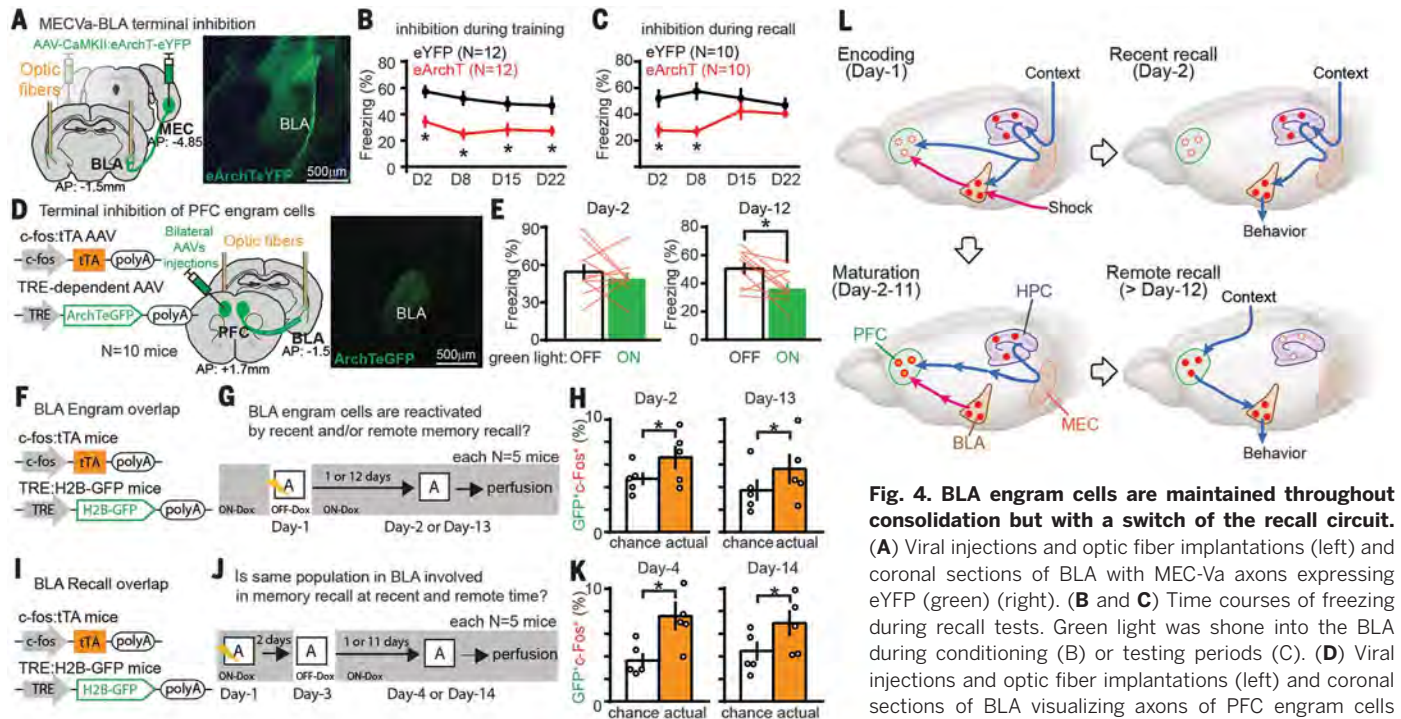 A MECVa-BLA terminal inhibition
AAV-CaMKII:eArchT-eYFP
Optic
fibers
MEC
AP: -4.85
BLA
AP: -1.5mm
BLA
eArchTeYFP
500μm
B inhibition during training
eYFP (N=12)
eArchT (N=12)
Freezing (%)
80
60
40
20
* * * *
D2 D8 D15 D22
C inhibition during recall
eYFP (N=10)
eArchT (N=10)
Freezing (%)
80
60
40
20
* *
D2 D8 D15 D22
D Terminal inhibition of PFC engram cells
c-fos:tTA AAV
c-fos tTA polyA
TRE-dependent AAV
TRE ArchTeGFP polyA
N=10 mice
Bilateral
AAVs
injections
Optic fibers
PFC
BLA
AP: -1.5
AP: +1.7mm
BLA
ArchTeGFP
500μm
E Day-2
Freezing (%)
90
60
30
0
green light: OFF ON
Day-12
*
Freezing (%)
80
60
40
20
0
OFF ON
F BLA Engram overlap
c-fos:tTA mice
c-fos tTA polyA
TRE:H2B-GFP mice
TRE H2B-GFP polyA
G BLA engram cells are reactivated
by recent and/or remote memory recall?
each N=5 mice
A 1 or 12 days A perfusion
ON-Dox OFF-Dox ON-Dox
Day-1 Day-2 or Day-13
H Day-2 Day-13
GFP⁺c-Fos⁺ (%)
10
0
* *
chance actual chance actual
I BLA Recall overlap
c-fos:tTA mice
c-fos tTA polyA
TRE:H2B-GFP mice
TRE H2B-GFP polyA
J Is same population in BLA involved
in memory recall at recent and remote time?
each N=5 mice
A 2 days A 1 or 11 days A perfusion
ON-Dox OFF-Dox ON-Dox
Day-1 Day-3 Day-4 or Day-14
K Day-4 Day-14
GFP⁺c-Fos⁺ (%)
10
0
* *
chance actual chance actual
L
Encoding
(Day-1)
Context
Shock
Recent recall
(Day-2)
Context
Behavior
Maturation
(Day-2-11)
HPC
PFC
BLA
MEC
Remote recall
(> Day-12)
Context
Behavior
Fig. 4. BLA engram cells are maintained throughout
consolidation but with a switch of the recall circuit.
(A) Viral injections and optic fiber implantations (left) and
coronal sections of BLA with MEC-Va axons expressing
eYFP (green) (right). (B and C) Time courses of freezing
during recall tests. Green light was shone into the BLA
during conditioning (B) or testing periods (C). (D) Viral
injections and optic fiber implantations (left) and coronal
sections of BLA visualizing axons of PFC engram cells